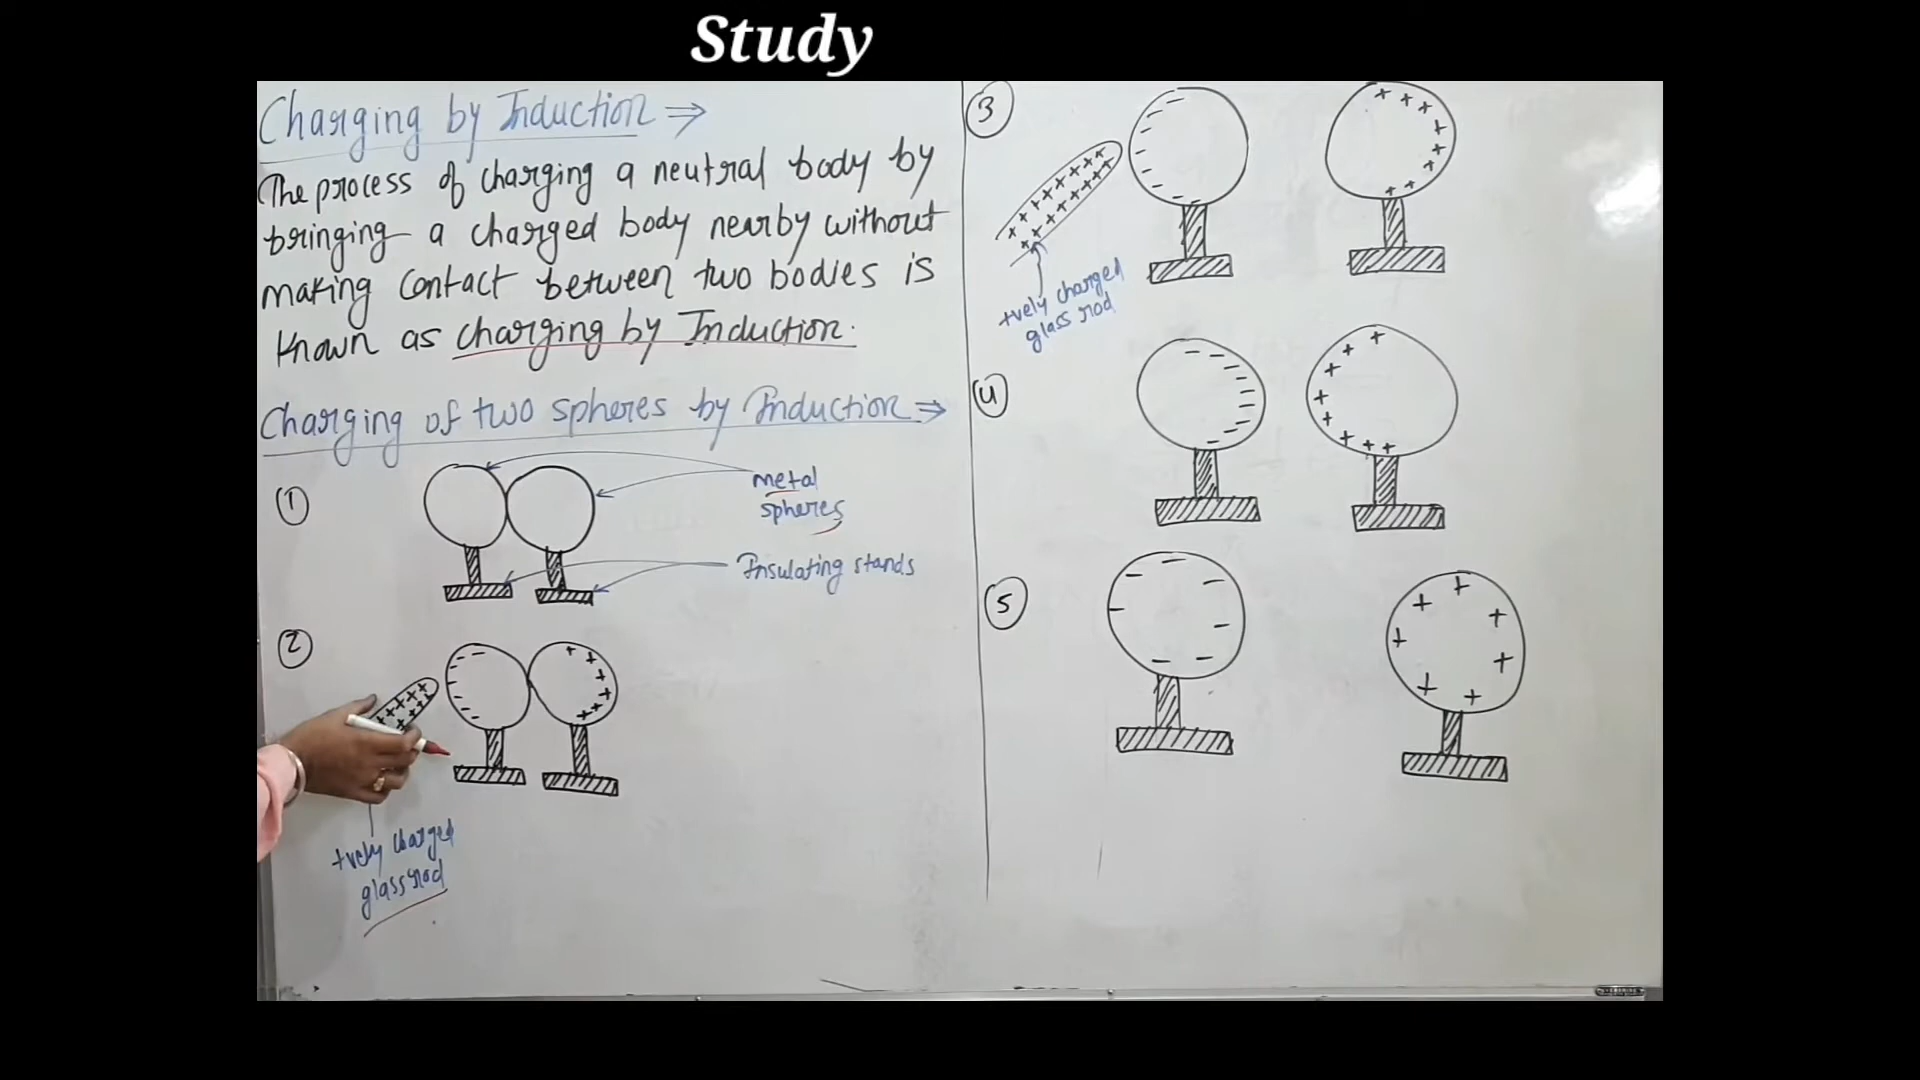 Study
Charging by Induction ⇒
The process of charging a neutral body by
bringing a charged body nearby without
making contact between two bodies is
known as charging by Induction.
Charging of two spheres by Induction ⇒
1
metal
spheres
Insulating stands
2
+vely charged
glass rod
3
+vely charged
glass rod
4
5